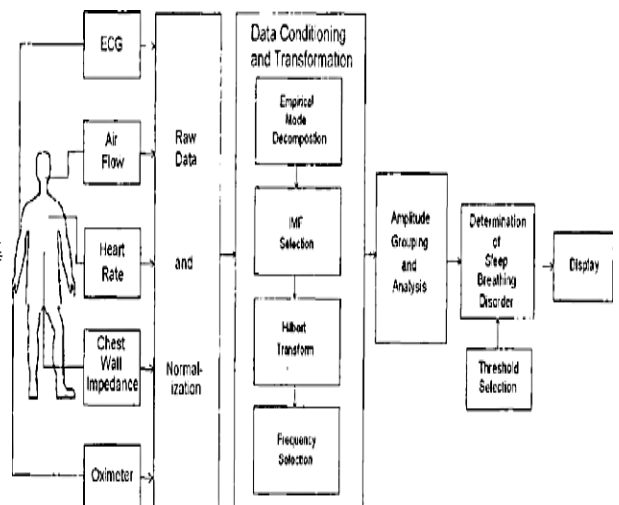 ECG
Air
Flow
Heart
Rate
Chest
Wall
Impedance
Oximeter
Raw
Data
and
Normal-
ization
Data Conditioning
and Transformation
Empirical
Mode
Decompostion
IMF
Selection
Hilbert
Transform
Frequency
Selection
Amplitude
Grouping
and
Analysis
Determination
of
Sleep
Breathing
Disorder
Threshold
Selection
Display